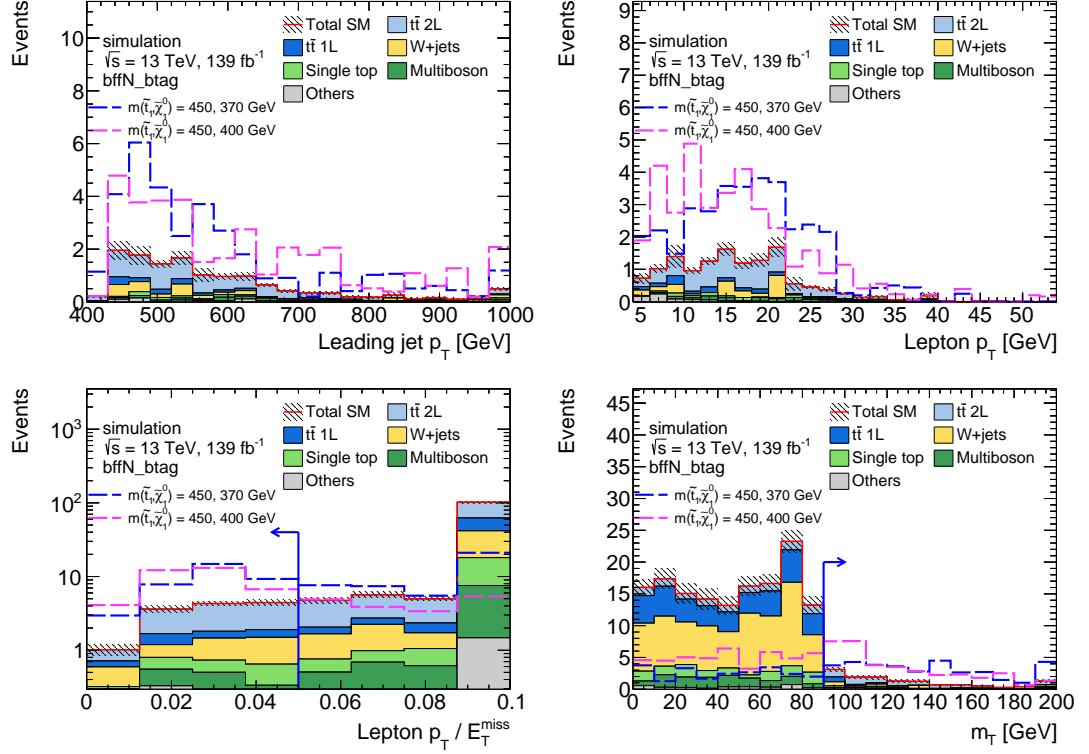 Events
10
8
6
4
2
0
simulation
√s = 13 TeV, 139 fb⁻¹
bffN_btag
Total SM
tt̄ 2L
tt̄ 1L
W+jets
Single top
Multiboson
Others
m(t̃₁,χ̃₁⁰) = 450, 370 GeV
m(t̃₁,χ̃₁⁰) = 450, 400 GeV
400 500 600 700 800 900 1000
Leading jet p_T [GeV]
Events
9
8
7
6
5
4
3
2
1
0
simulation
√s = 13 TeV, 139 fb⁻¹
bffN_btag
Total SM
tt̄ 2L
tt̄ 1L
W+jets
Single top
Multiboson
Others
m(t̃₁,χ̃₁⁰) = 450, 370 GeV
m(t̃₁,χ̃₁⁰) = 450, 400 GeV
5 10 15 20 25 30 35 40 45 50
Lepton p_T [GeV]
Events
10³
10²
10
1
simulation
√s = 13 TeV, 139 fb⁻¹
bffN_btag
Total SM
tt̄ 2L
tt̄ 1L
W+jets
Single top
Multiboson
Others
m(t̃₁,χ̃₁⁰) = 450, 370 GeV
m(t̃₁,χ̃₁⁰) = 450, 400 GeV
0 0.02 0.04 0.06 0.08 0.1
Lepton p_T / E_T^miss
Events
45
40
35
30
25
20
15
10
5
0
simulation
√s = 13 TeV, 139 fb⁻¹
bffN_btag
Total SM
tt̄ 2L
tt̄ 1L
W+jets
Single top
Multiboson
Others
m(t̃₁,χ̃₁⁰) = 450, 370 GeV
m(t̃₁,χ̃₁⁰) = 450, 400 GeV
0 20 40 60 80 100 120 140 160 180 200
m_T [GeV]